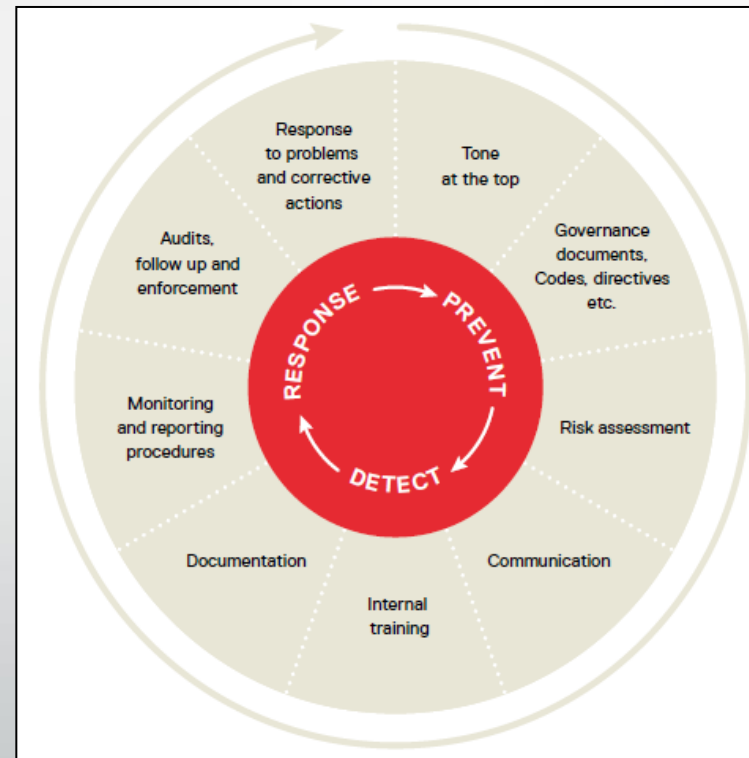 Tone
at the top
Governance
documents,
Codes, directives
etc.
Risk assessment
Communication
Internal
training
Documentation
Monitoring
and reporting
procedures
Audits,
follow up and
enforcement
Response
to problems
and corrective
actions
PREVENT
DETECT
RESPONSE